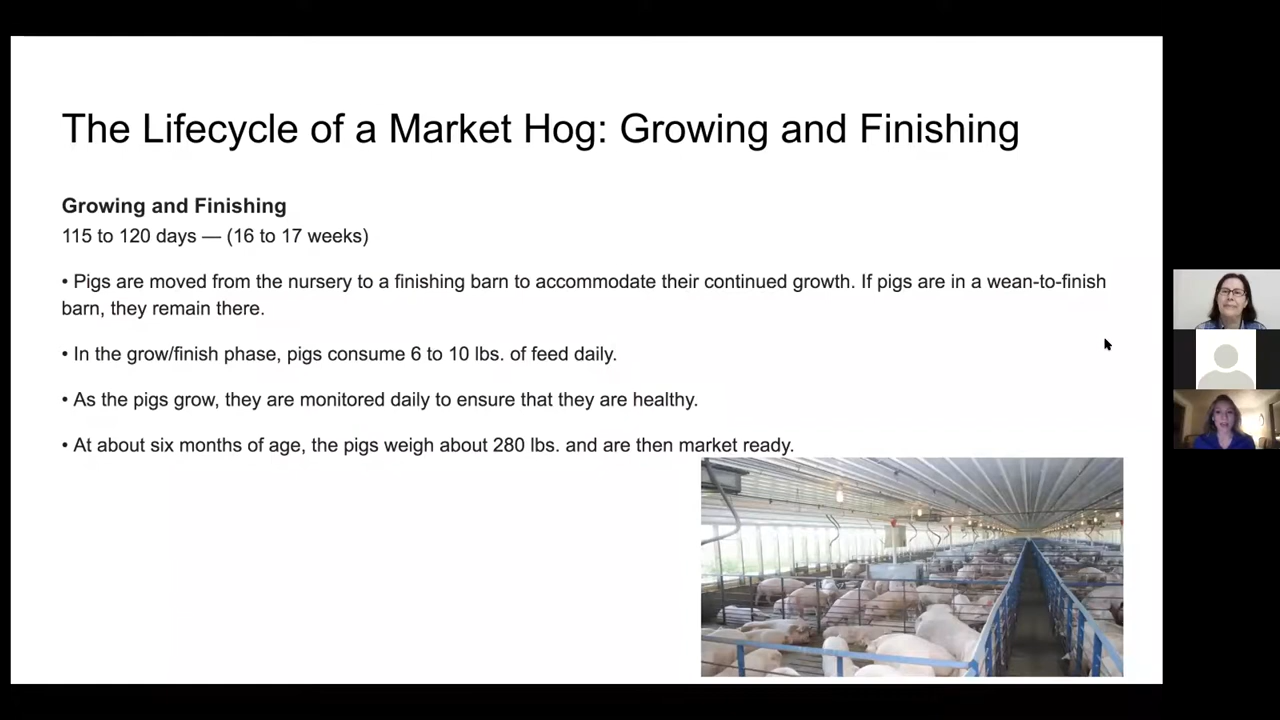 The Lifecycle of a Market Hog: Growing and Finishing
Growing and Finishing
115 to 120 days — (16 to 17 weeks)
• Pigs are moved from the nursery to a finishing barn to accommodate their continued growth. If pigs are in a wean-to-finish
barn, they remain there.
• In the grow/finish phase, pigs consume 6 to 10 lbs. of feed daily.
• As the pigs grow, they are monitored daily to ensure that they are healthy.
• At about six months of age, the pigs weigh about 280 lbs. and are then market ready.